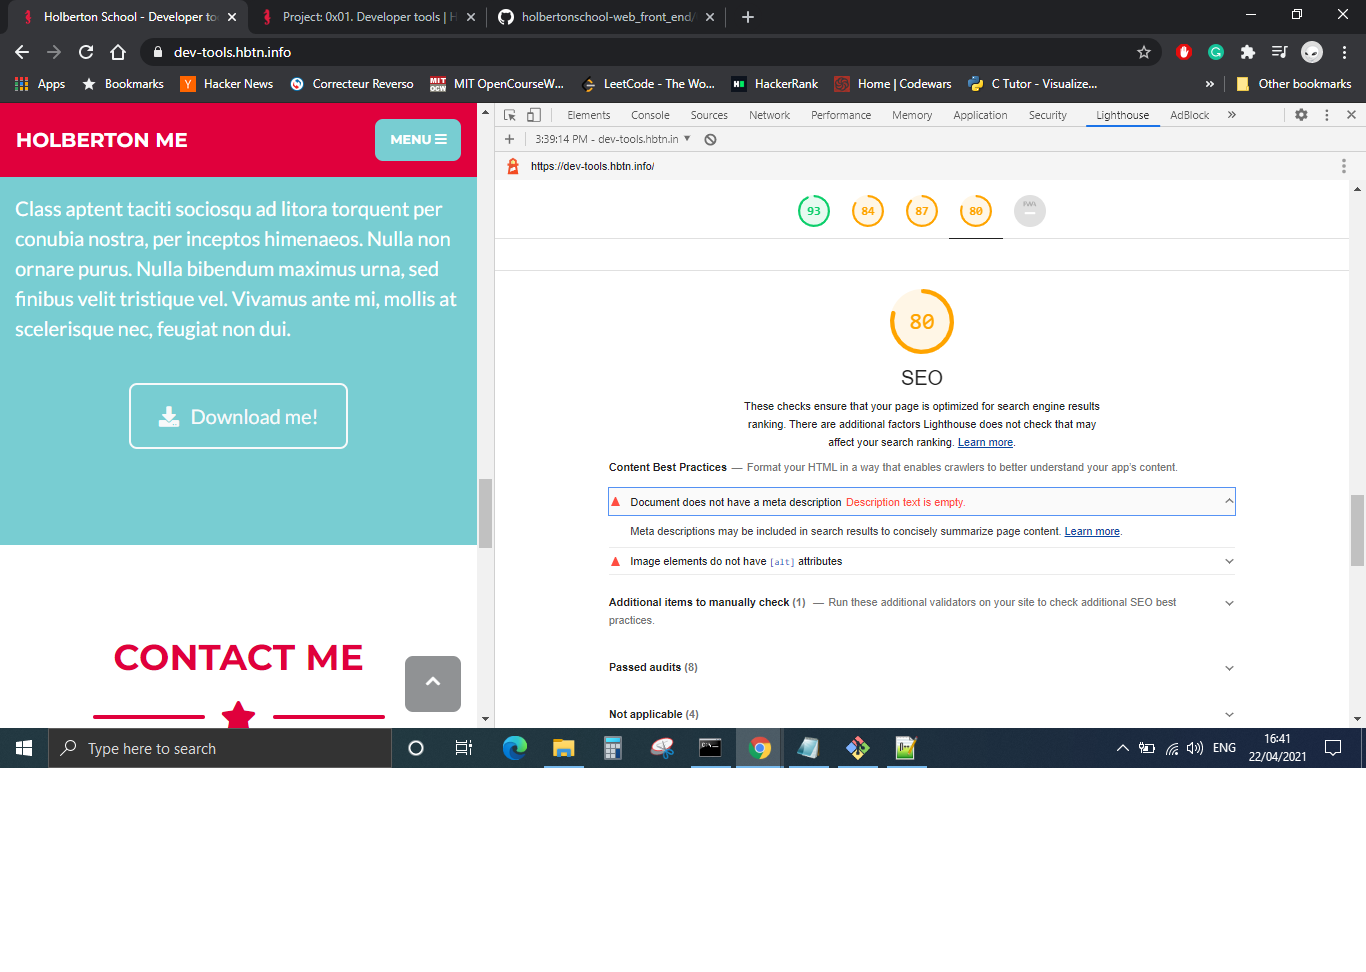 Holberton School - Developer to
Project: 0x01. Developer tools | H
holbertonschool-web_front_end/
dev-tools.hbtn.info
Apps
Bookmarks
Hacker News
Correcteur Reverso
MIT OpenCourseW...
LeetCode - The Wo...
HackerRank
Home | Codewars
C Tutor - Visualize...
»
Other bookmarks
HOLBERTON ME
MENU
Class aptent taciti sociosqu ad litora torquent per
conubia nostra, per inceptos himenaeos. Nulla non
ornare purus. Nulla bibendum maximus urna, sed
finibus velit tristique vel. Vivamus ante mi, mollis at
scelerisque nec, feugiat non dui.
Download me!
CONTACT ME
Elements
Console
Sources
Network
Performance
Memory
Application
Security
Lighthouse
AdBlock
»
3:39:14 PM - dev-tools.hbtn.in
https://dev-tools.hbtn.info/
93
84
87
80
PWA
80
SEO
These checks ensure that your page is optimized for search engine results
ranking. There are additional factors Lighthouse does not check that may
affect your search ranking. Learn more.
Content Best Practices — Format your HTML in a way that enables crawlers to better understand your app's content.
Document does not have a meta description Description text is empty.
Meta descriptions may be included in search results to concisely summarize page content. Learn more.
Image elements do not have [alt] attributes
Additional items to manually check (1) — Run these additional validators on your site to check additional SEO best
practices.
Passed audits (8)
Not applicable (4)
Type here to search
ENG
16:41
22/04/2021